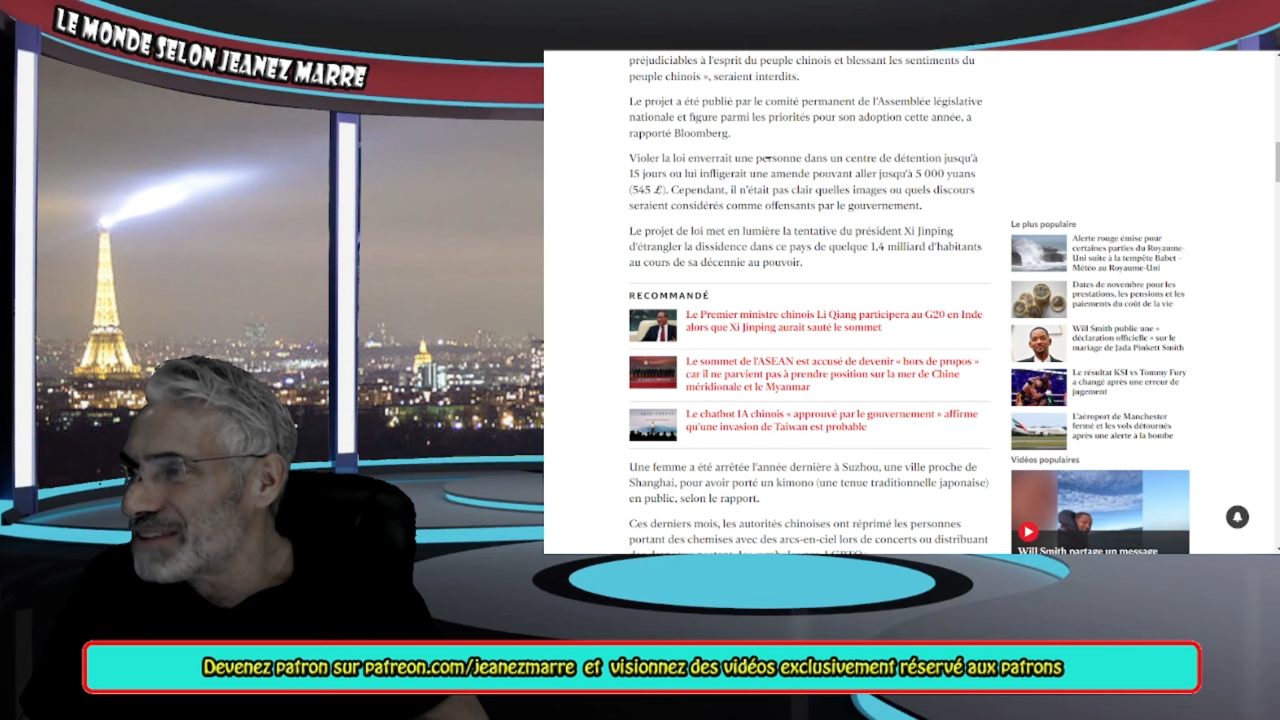 LE MONDE SELON JEANEZ MARRE
préjudiciables à l'esprit du peuple chinois et blessant les sentiments du
peuple chinois », seraient interdits.
Le projet a été publié par le comité permanent de l'Assemblée législative
nationale et figure parmi les priorités pour son adoption cette année, a
rapporté Bloomberg.
Violer la loi enverrait une personne dans un centre de détention jusqu'à
15 jours ou lui infligerait une amende pouvant aller jusqu'à 5 000 yuans
(545 £). Cependant, il n'était pas clair quelles images ou quels discours
seraient considérés comme offensants par le gouvernement.
Le projet de loi met en lumière la tentative du président Xi Jinping
d'étrangler la dissidence dans ce pays de quelque 1,4 milliard d'habitants
au cours de sa décennie au pouvoir.
RECOMMANDÉ
Le Premier ministre chinois Li Qiang participera au G20 en Inde
alors que Xi Jinping aurait sauté le sommet
Le sommet de l'ASEAN est accusé de devenir « hors de propos »
car il ne parvient pas à prendre position sur la mer de Chine
méridionale et le Myanmar
Le chatbot IA chinois « approuvé par le gouvernement » affirme
qu'une invasion de Taiwan est probable
Une femme a été arrêtée l'année dernière à Suzhou, une ville proche de
Shanghai, pour avoir porté un kimono (une tenue traditionnelle japonaise)
en public, selon le rapport.
Ces derniers mois, les autorités chinoises ont réprimé les personnes
portant des chemises avec des arcs-en-ciel lors de concerts ou distribuant
Le plus populaire
Alerte rouge émise pour
certaines parties du Royaume-
Uni suite à la tempête Babet –
Météo au Royaume-Uni
Dates de novembre pour les
prestations, les pensions et les
paiements du coût de la vie
Will Smith publie une «
déclaration officielle » sur le
mariage de Jada Pinkett Smith
Le résultat KSI vs Tommy Fury
a changé après une erreur de
jugement
L'aéroport de Manchester
fermé et les vols détournés
après une alerte à la bombe
Vidéos populaires
Will Smith partage un message
Devenez patron sur patreon.com/jeanezmarre et visionnez des vidéos exclusivement réservé aux patrons